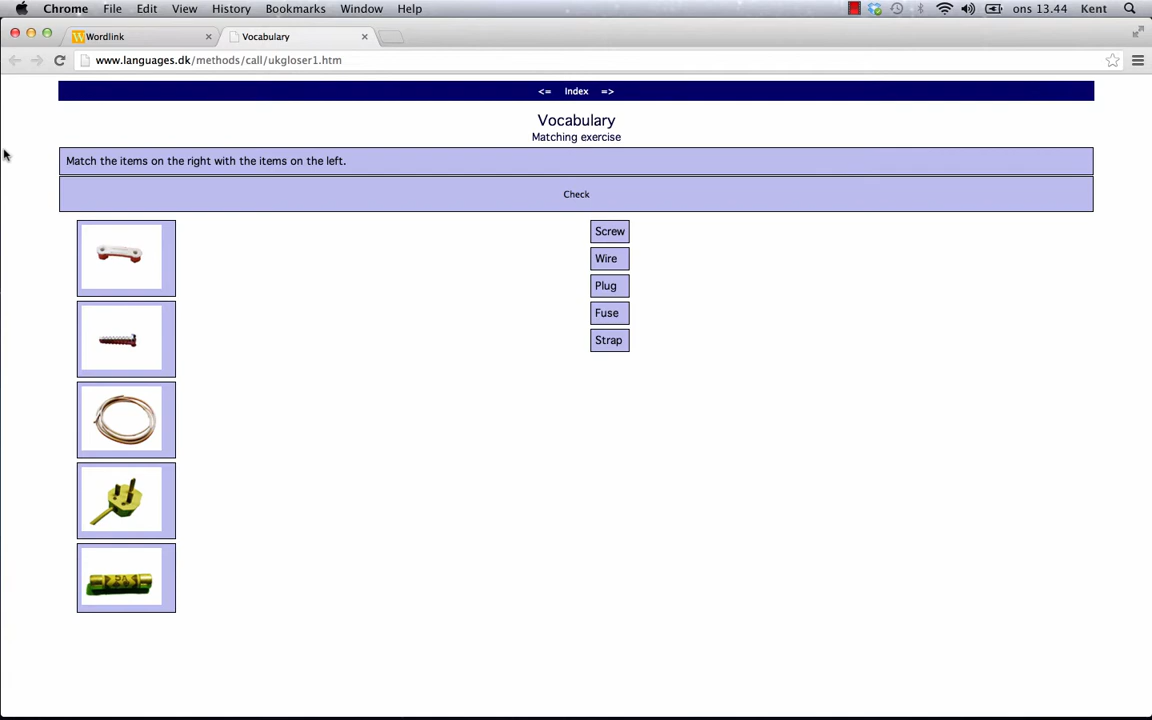 Chrome File Edit View History Bookmarks Window Help ons 13.44 Kent
Wordlink Vocabulary
www.languages.dk/methods/call/ukgloser1.htm
<= Index =>
Vocabulary
Matching exercise
Match the items on the right with the items on the left.
Check
Screw
Wire
Plug
Fuse
Strap